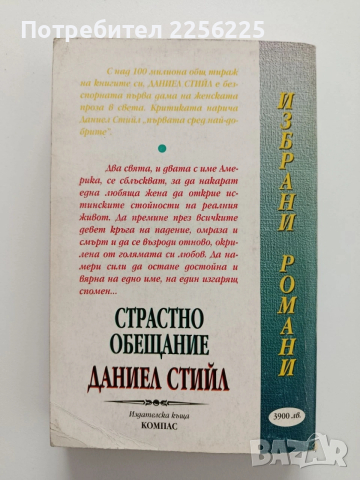 Потребител 2256215
С над 100 милиона общ тираж
на книгите си, ДАНИЕЛ СТИЙЛ е без-
спорната първа дама на женската
проза в света. Критиката нарича
Даниел Стийл „първата сред най-до-
брите".
Два свята, и двата с име Аме-
рика, се сблъскват, за да накарат
една любяща жена да открие ис-
тинските стойности на реалния
живот. Да премине през всичките
девет кръга на падение, омраза и
смърт и да се възроди отново, окри-
лена от голямата си любов. Да на-
мери сили да остане достойна и
вярна на едно име, на един изгарящ
спомен...
СТРАСТНО
ОБЕЩАНИЕ
ДАНИЕЛ СТИЙЛ
Издателска къща
КОМПАС
ИЗБРАНИ РОМАНИ
3900 лв.
bazar